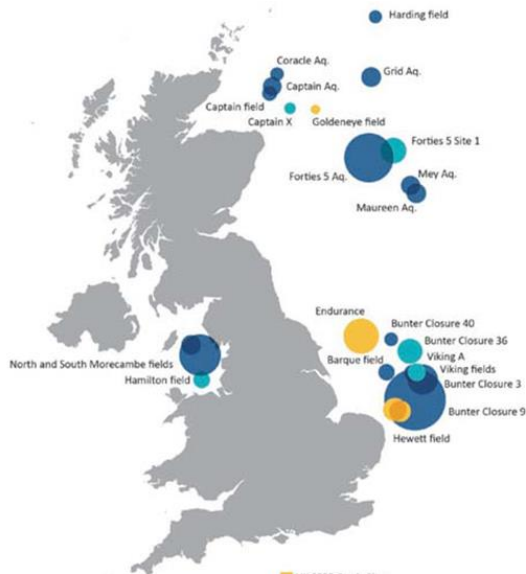 Harding field
Coracle Aq.
Grid Aq.
Captain Aq.
Captain field
Captain X
Goldeneye field
Forties 5 Site 1
Forties 5 Aq.
Mey Aq.
Maureen Aq.
Endurance
Bunter Closure 40
Bunter Closure 36
Barque field
Viking A
Viking fields
North and South Morecambe fields
Hamilton field
Bunter Closure 3
Bunter Closure 9
Hewett field